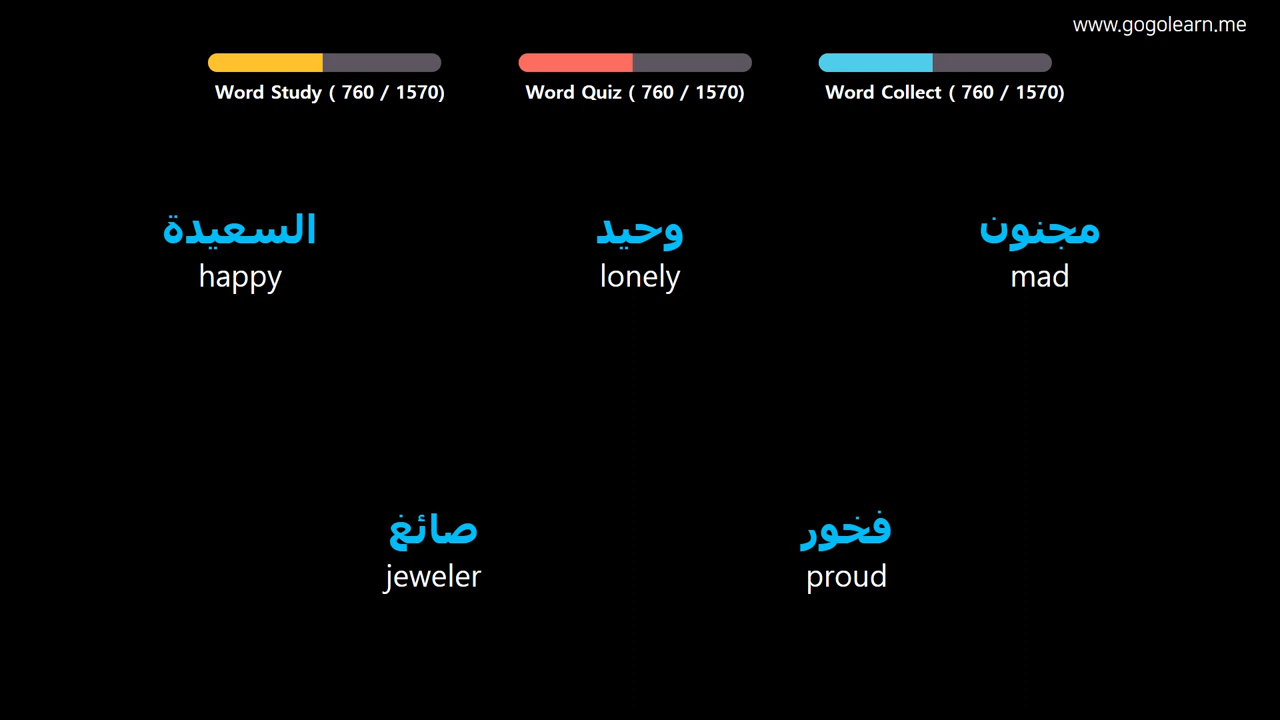 www.gogolearn.me
Word Study ( 760 / 1570)
Word Quiz ( 760 / 1570)
Word Collect ( 760 / 1570)
السعيدة
happy
وحيد
lonely
مجنون
mad
صائغ
jeweler
فخور
proud